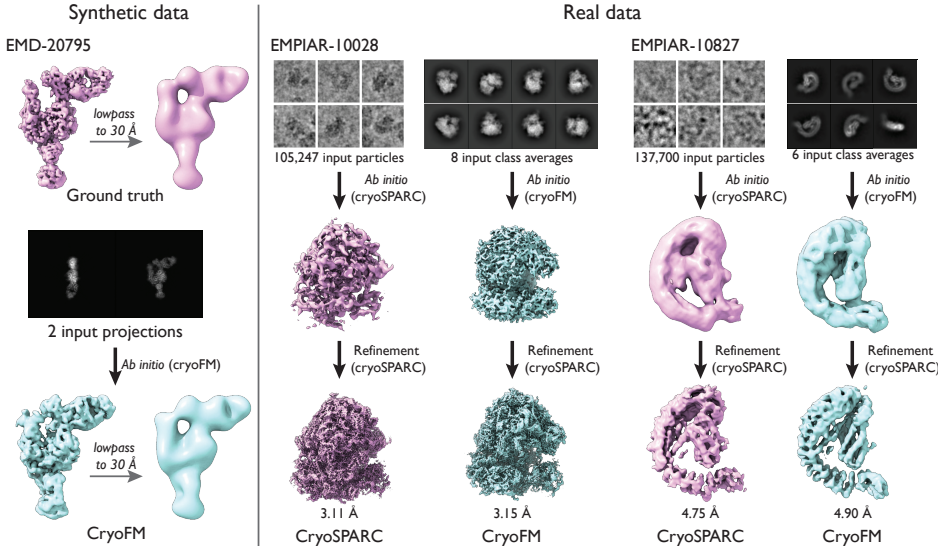 Synthetic data
Real data
EMD-20795
lowpass
to 30 Å
Ground truth
2 input projections
Ab initio (cryoFM)
lowpass
to 30 Å
CryoFM
EMPIAR-10028
105,247 input particles
8 input class averages
Ab initio
(cryoSPARC)
Ab initio
(cryoFM)
Refinement
(cryoSPARC)
Refinement
(cryoSPARC)
3.11 Å
3.15 Å
CryoSPARC
CryoFM
EMPIAR-10827
137,700 input particles
6 input class averages
Ab initio
(cryoSPARC)
Ab initio
(cryoFM)
Refinement
(cryoSPARC)
Refinement
(cryoSPARC)
4.75 Å
4.90 Å
CryoSPARC
CryoFM